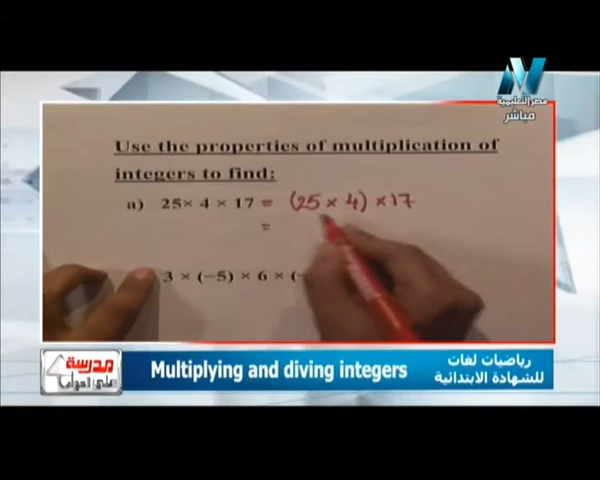 مصر التعليمية
مباشر
Use the properties of multiplication of
integers to find:
a) 25× 4 × 17 = (25 × 4) × 17
=
3 × (−5) × 6 × (−
مدرسة
على الهواء
Multiplying and diving integers
رياضيات لغات
للشهادة الابتدائية